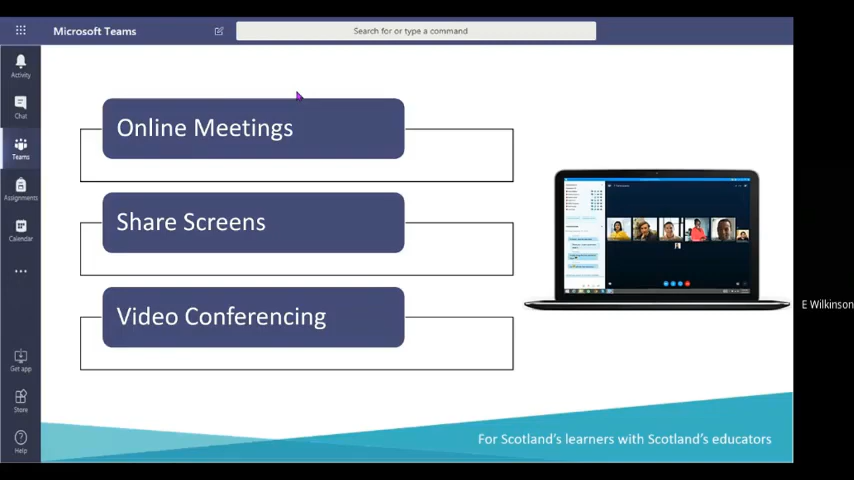 Microsoft Teams
Search for or type a command
Activity
Chat
Teams
Assignments
Calendar
Get app
Store
Help
Online Meetings
Share Screens
Video Conferencing
E Wilkinson
For Scotland's learners with Scotland's educators